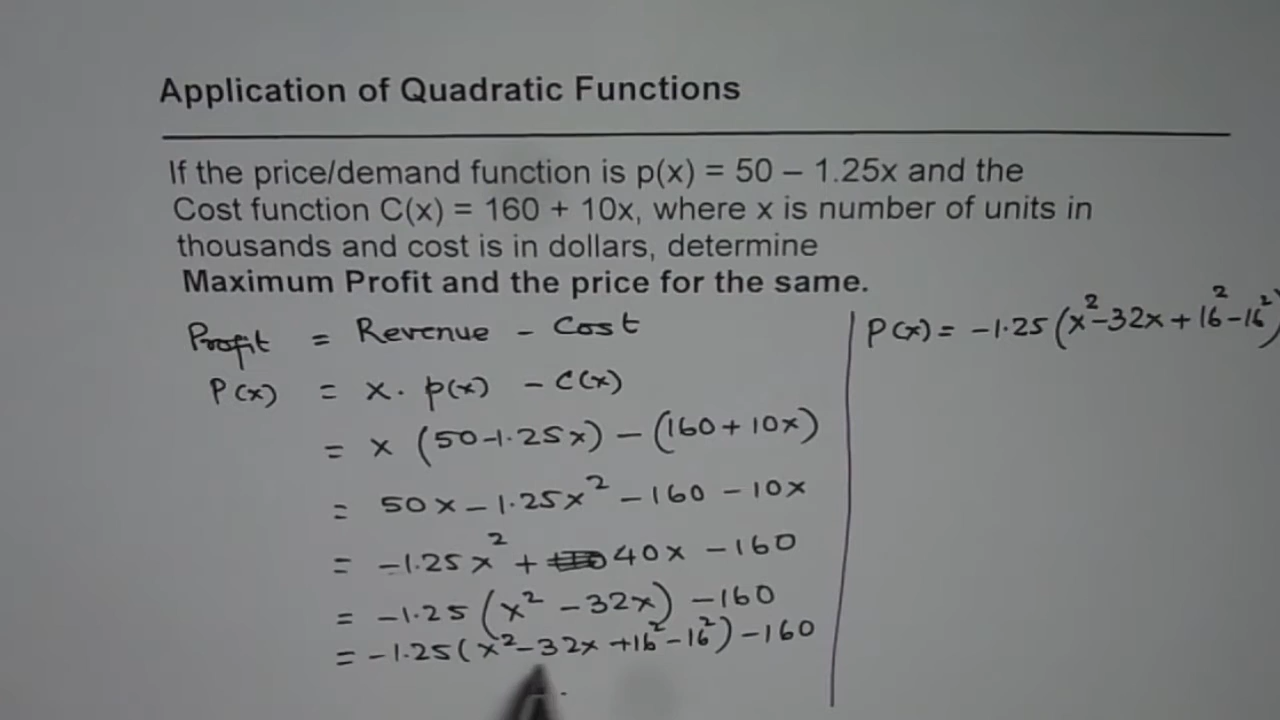 Application of Quadratic Functions
If the price/demand function is p(x) = 50 – 1.25x and the
Cost function C(x) = 160 + 10x, where x is number of units in
thousands and cost is in dollars, determine
Maximum Profit and the price for the same.
Profit = Revenue - Cost
P(x) = x · p(x) - C(x)
= x (50-1.25x) - (160 + 10x)
= 50x - 1.25x² - 160 - 10x
= -1.25x² + 40x - 160
= -1.25 (x² - 32x) - 160
= -1.25(x² - 32x + 16² - 16²) - 160
P(x) = -1.25 (x² - 32x + 16² - 16²)